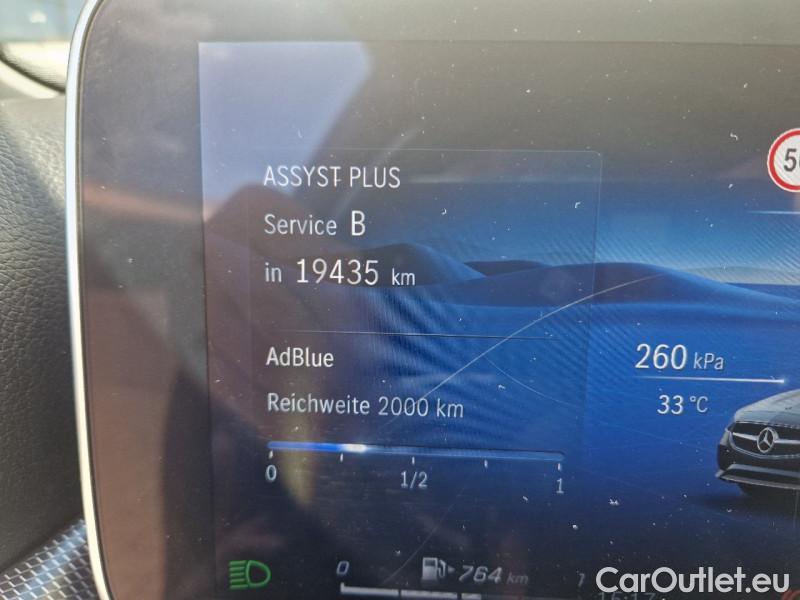 ASSYST PLUS
Service B
in 19435 km
AdBlue
Reichweite 2000 km
0 1/2 1
260 kPa
33 °C
0 764 km 1
CarOutlet.eu